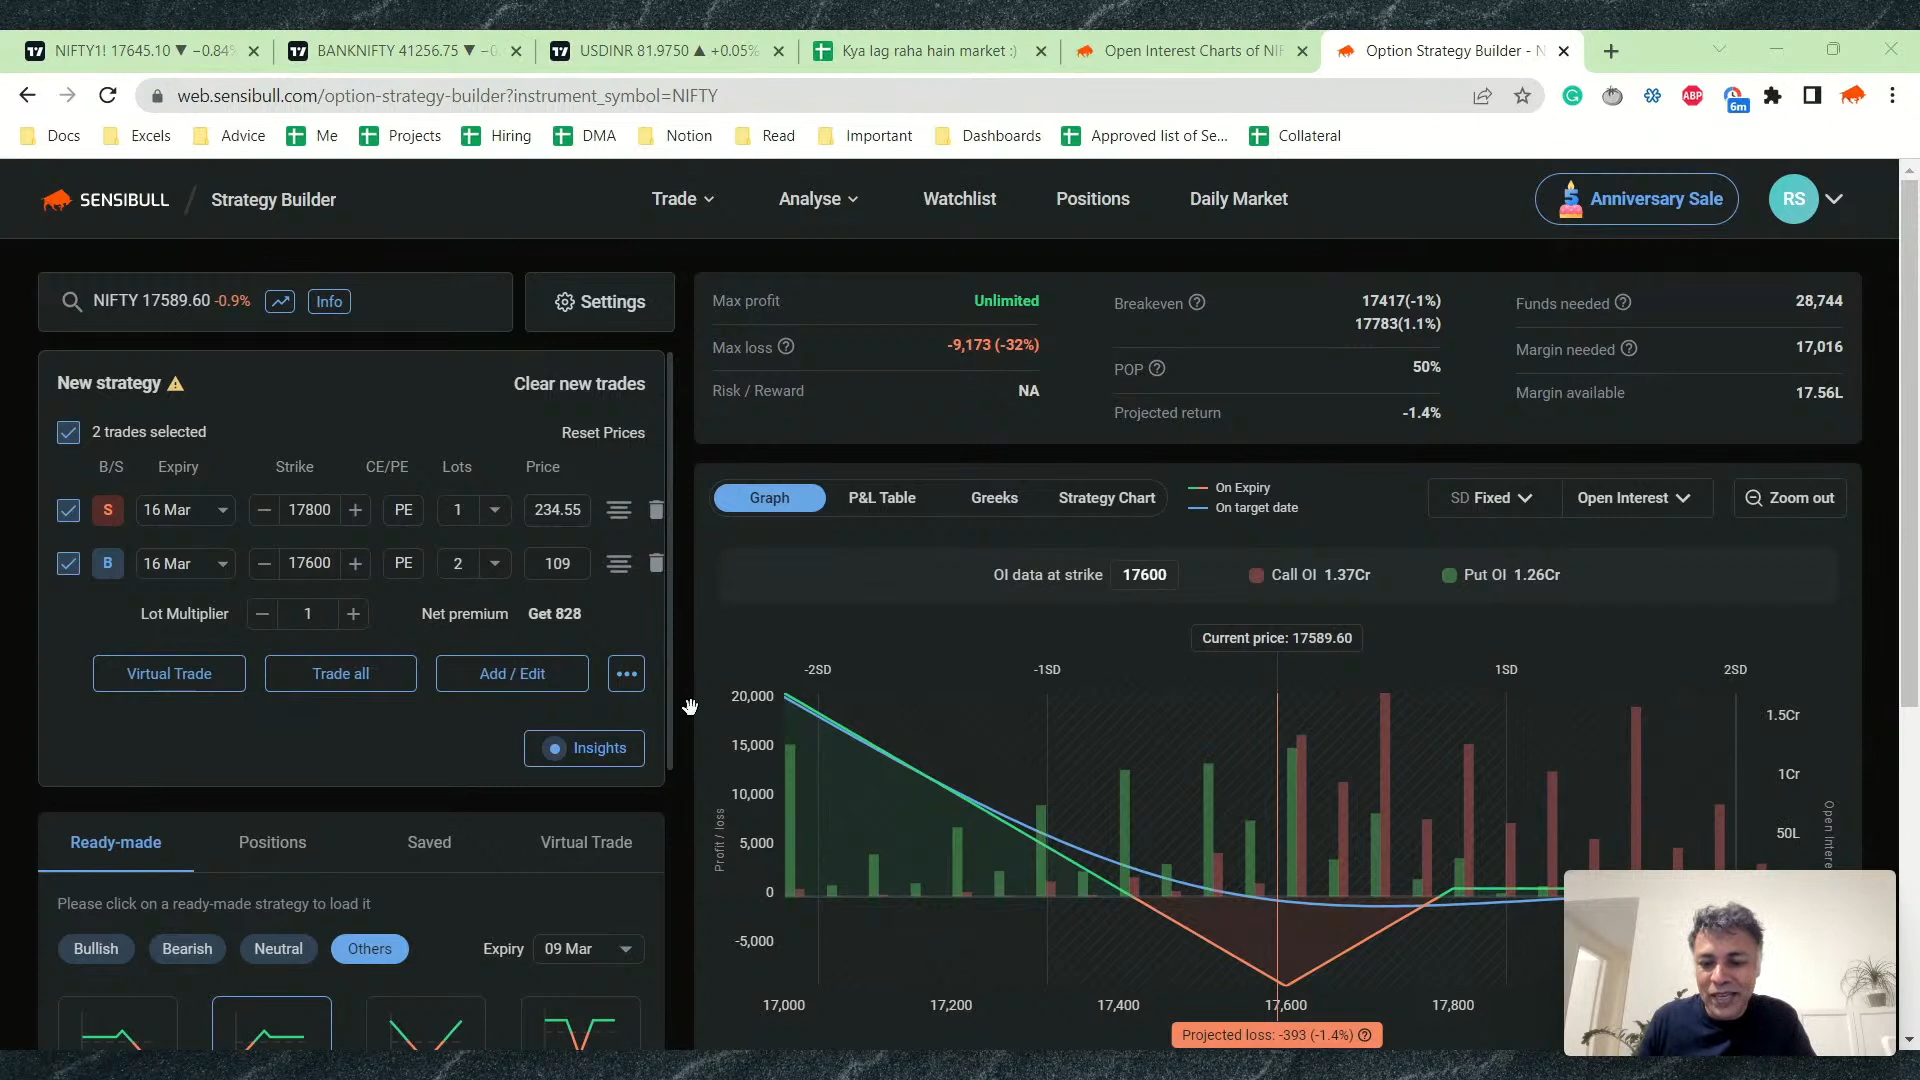 NIFTY1! 17645.10 ▼ −0.84%
BANKNIFTY 41256.75 ▼ −0.
USDINR 81.9750 ▲ +0.05%
Kya lag raha hain market :)
Open Interest Charts of NIF
Option Strategy Builder - N
web.sensibull.com/option-strategy-builder?instrument_symbol=NIFTY
ABP
6m
Docs
Excels
Advice
Me
Projects
Hiring
DMA
Notion
Read
Important
Dashboards
Approved list of Se...
Collateral
SENSIBULL / Strategy Builder
Trade
Analyse
Watchlist
Positions
Daily Market
5 Anniversary Sale
RS
NIFTY 17589.60 -0.9%
Info
Settings
New strategy
Clear new trades
2 trades selected
Reset Prices
B/S Expiry Strike CE/PE Lots Price
S 16 Mar − 17800 + PE 1 234.55
B 16 Mar − 17600 + PE 2 109
Lot Multiplier − 1 + Net premium Get 828
Virtual Trade
Trade all
Add / Edit
Insights
Ready-made
Positions
Saved
Virtual Trade
Please click on a ready-made strategy to load it
Bullish
Bearish
Neutral
Others
Expiry 09 Mar
Max profit Unlimited
Max loss -9,173 (-32%)
Risk / Reward NA
Breakeven 17417(-1%)
17783(1.1%)
POP 50%
Projected return -1.4%
Funds needed 28,744
Margin needed 17,016
Margin available 17.56L
Graph
P&L Table
Greeks
Strategy Chart
On Expiry
On target date
SD Fixed
Open Interest
Zoom out
OI data at strike 17600
Call OI 1.37Cr
Put OI 1.26Cr
Current price: 17589.60
-2SD
-1SD
1SD
2SD
20,000
15,000
10,000
5,000
0
-5,000
Profit / loss
1.5Cr
1Cr
50L
Open Intere
17,000
17,200
17,400
17,600
17,800
Projected loss: -393 (-1.4%)